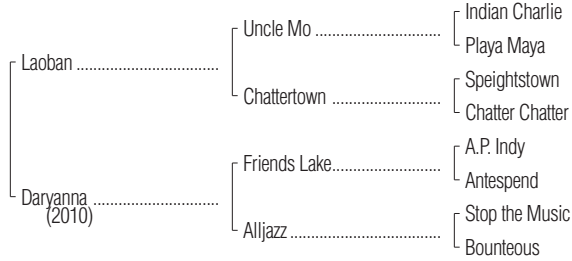 Indian Charlie
Uncle Mo ................................
Playa Maya
Laoban ....................................
Speightstown
Chattertown ............................
Chatter Chatter
A.P. Indy
Friends Lake............................
Antespend
Daryanna ................................
(2010)
Stop the Music
Alljazz ......................................
Bounteous